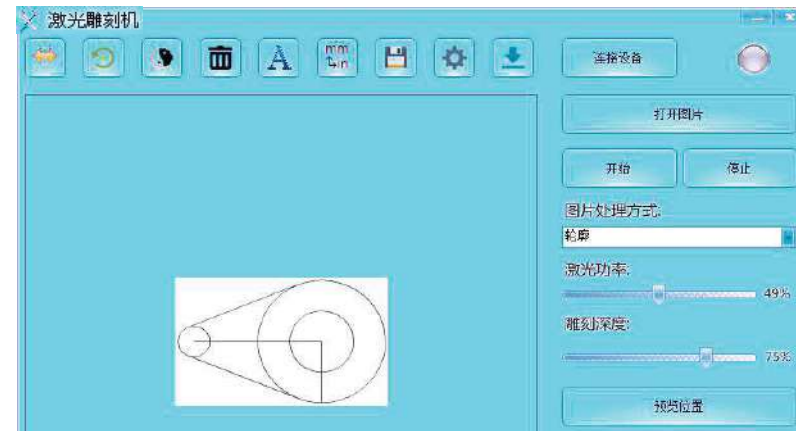 激光雕刻机
A
mm
in
连接设备
打开图片
开始
停止
图片处理方式:
轮廓
激光功率:
49%
雕刻深度:
75%
预览位置